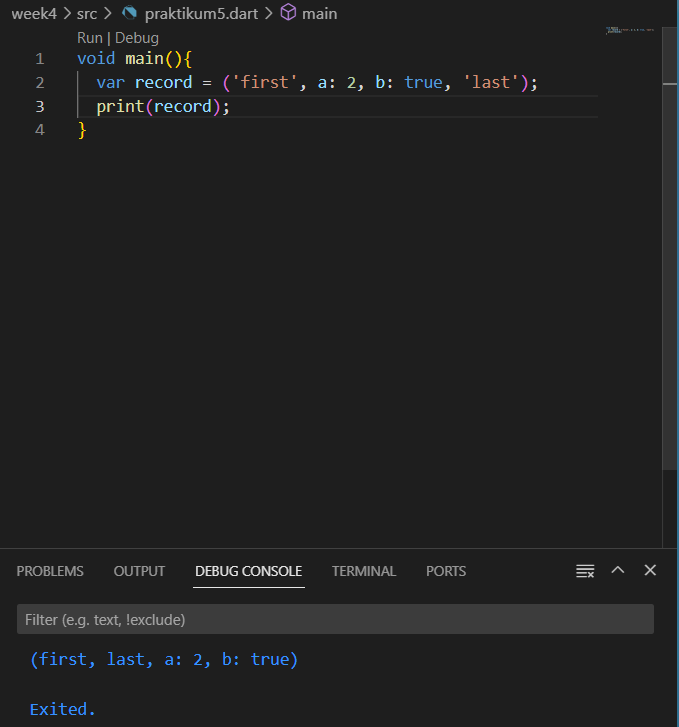 week4 > src > praktikum5.dart > main
Run | Debug
1 void main(){
2 var record = ('first', a: 2, b: true, 'last');
3 print(record);
4 }
PROBLEMS OUTPUT DEBUG CONSOLE TERMINAL PORTS
Filter (e.g. text, !exclude)
(first, last, a: 2, b: true)
Exited.